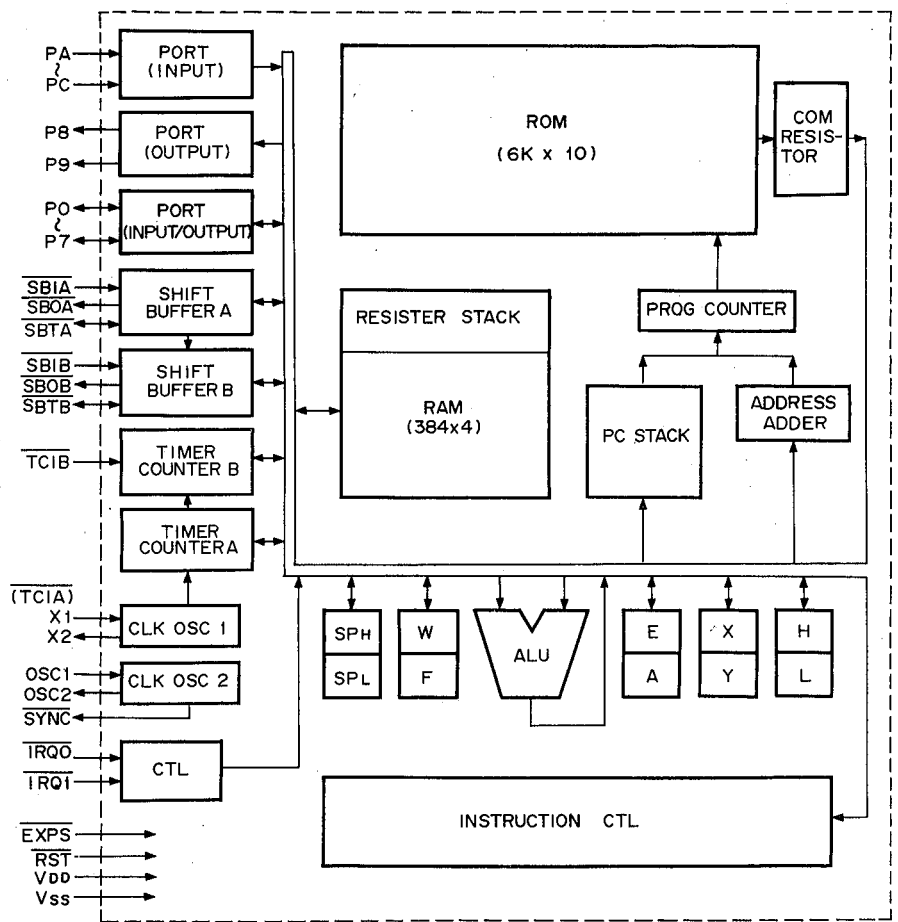 PA
~
PC
PORT
(INPUT)
P8
P9
PORT
(OUTPUT)
P0
~
P7
PORT
(INPUT/OUTPUT)
SBIA
SBOA
SBTA
SHIFT
BUFFER A
SBIB
SBOB
SBTB
SHIFT
BUFFER B
TCIB
TIMER
COUNTER B
TIMER
COUNTER A
(TCIA)
X1
X2
CLK OSC 1
OSC1
OSC2
SYNC
CLK OSC 2
IRQ0
IRQ1
CTL
EXPS
RST
VDD
VSS
ROM
(6K x 10)
COM
RESIS-
TOR
PROG COUNTER
RESISTER STACK
RAM
(384x4)
PC STACK
ADDRESS
ADDER
SPH
SPL
W
F
ALU
E
A
X
Y
H
L
INSTRUCTION CTL